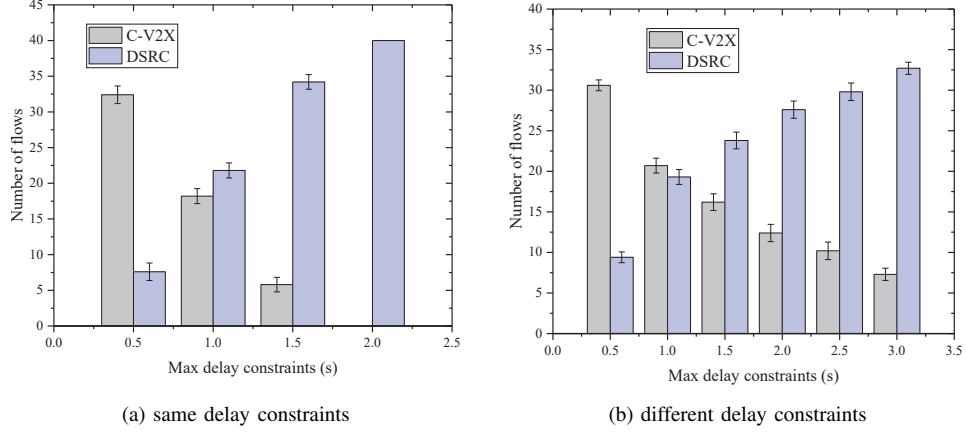 C-V2X
DSRC
Number of flows
45
40
35
30
25
20
15
10
5
0
0.0 0.5 1.0 1.5 2.0 2.5
Max delay constraints (s)
(a) same delay constraints
C-V2X
DSRC
Number of flows
40
35
30
25
20
15
10
5
0
0.0 0.5 1.0 1.5 2.0 2.5 3.0 3.5
Max delay constraints (s)
(b) different delay constraints